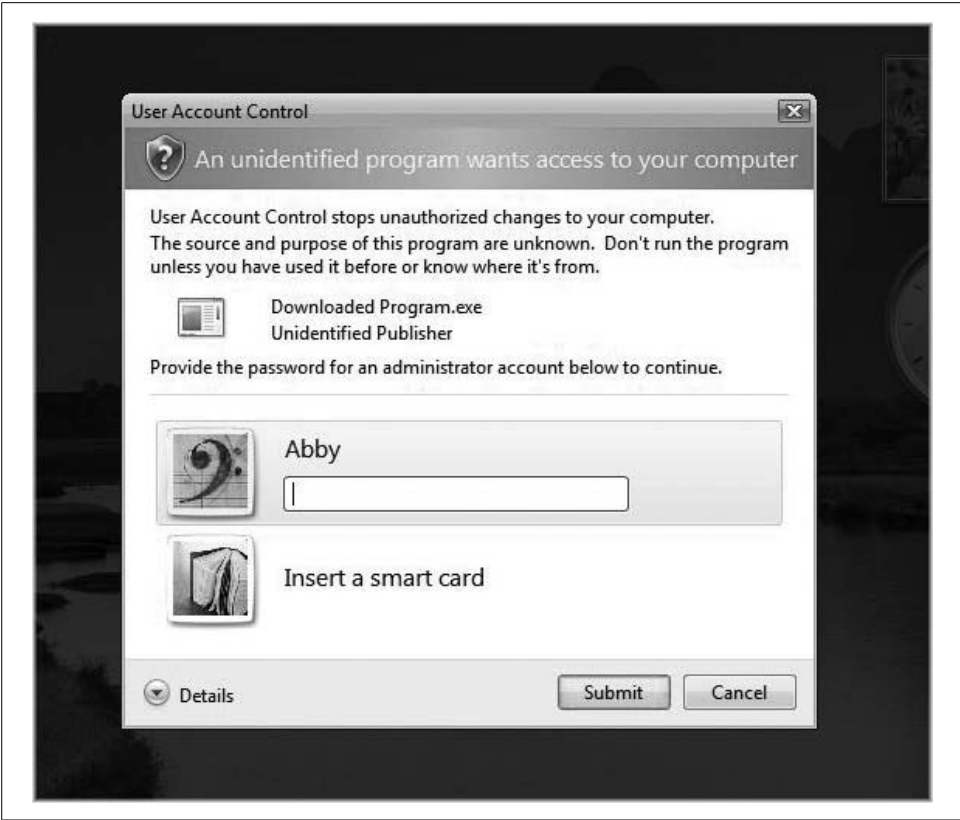 User Account Control
An unidentified program wants access to your computer
User Account Control stops unauthorized changes to your computer.
The source and purpose of this program are unknown. Don't run the program
unless you have used it before or know where it's from.
Downloaded Program.exe
Unidentified Publisher
Provide the password for an administrator account below to continue.
Abby
Insert a smart card
Details
Submit
Cancel